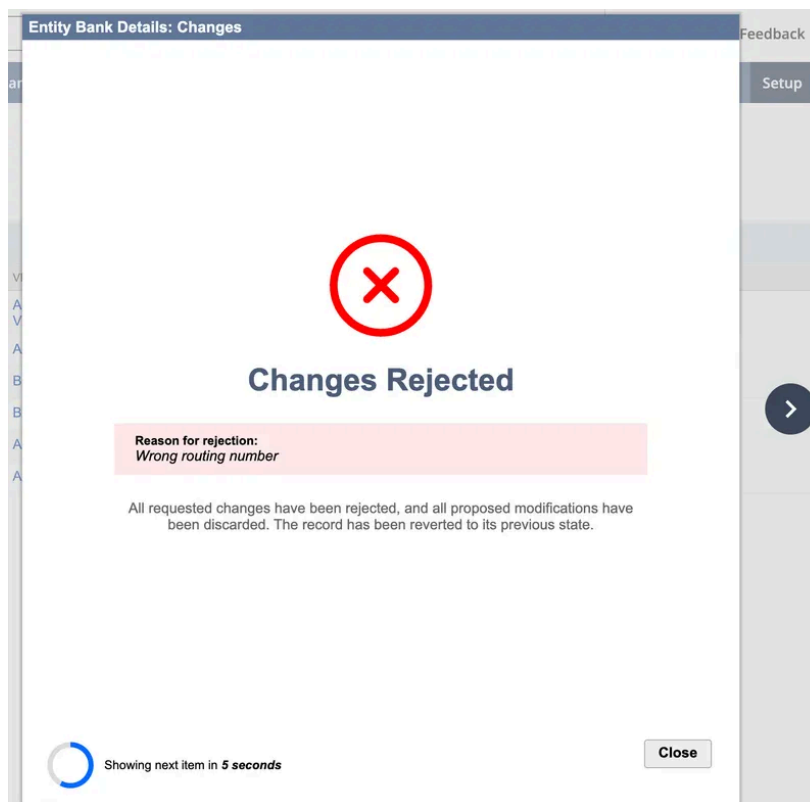 Entity Bank Details: Changes
Feedback
Setup
Changes Rejected
Reason for rejection:
Wrong routing number
All requested changes have been rejected, and all proposed modifications have
been discarded. The record has been reverted to its previous state.
Showing next item in 5 seconds
Close